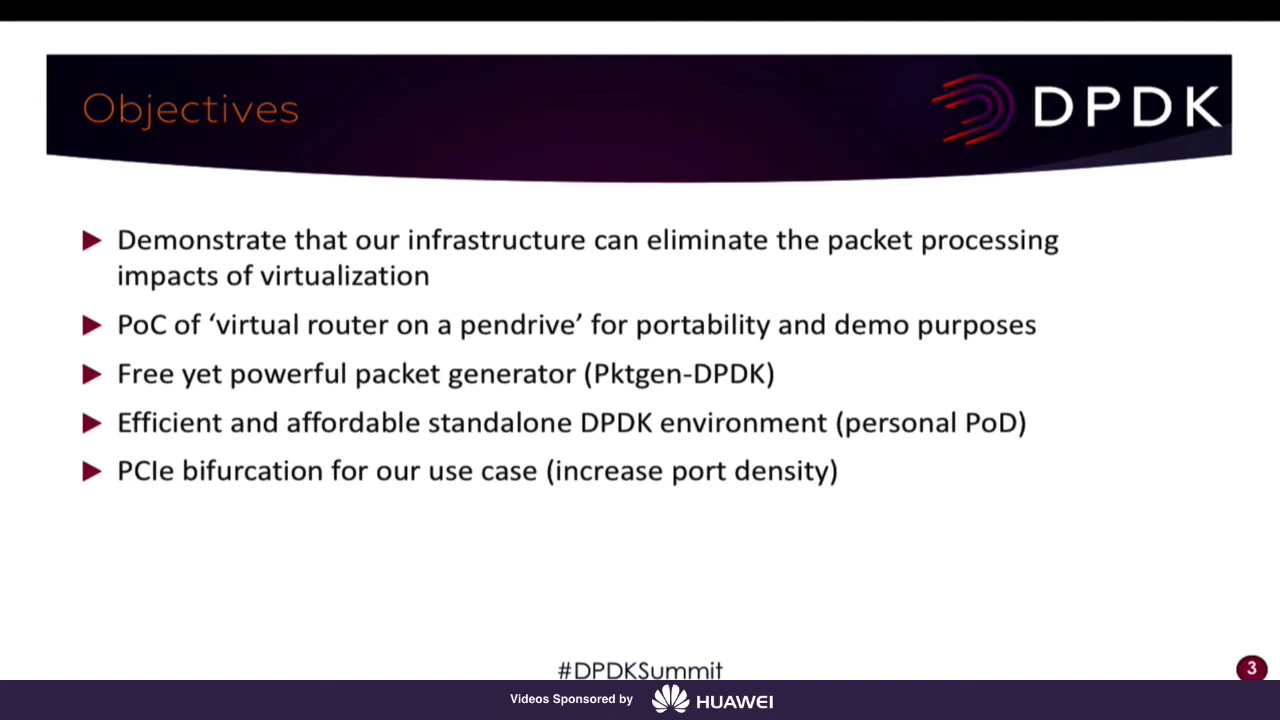 Objectives
DPDK
Demonstrate that our infrastructure can eliminate the packet processing
impacts of virtualization
PoC of ‘virtual router on a pendrive’ for portability and demo purposes
Free yet powerful packet generator (Pktgen-DPDK)
Efficient and affordable standalone DPDK environment (personal PoD)
PCIe bifurcation for our use case (increase port density)
#DPDKSummit
3
Videos Sponsored by
HUAWEI